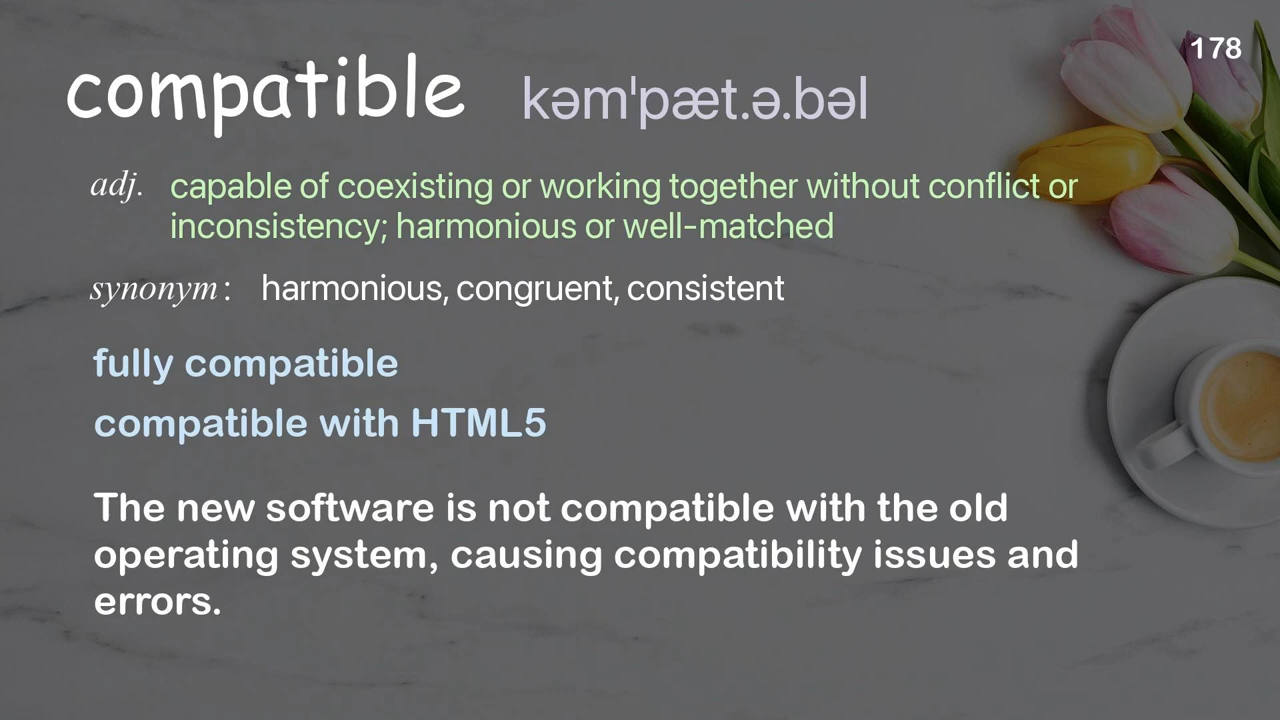 178
compatible kəmˈpæt.ə.bəl
adj. capable of coexisting or working together without conflict or
inconsistency; harmonious or well-matched
synonym: harmonious, congruent, consistent
fully compatible
compatible with HTML5
The new software is not compatible with the old
operating system, causing compatibility issues and
errors.